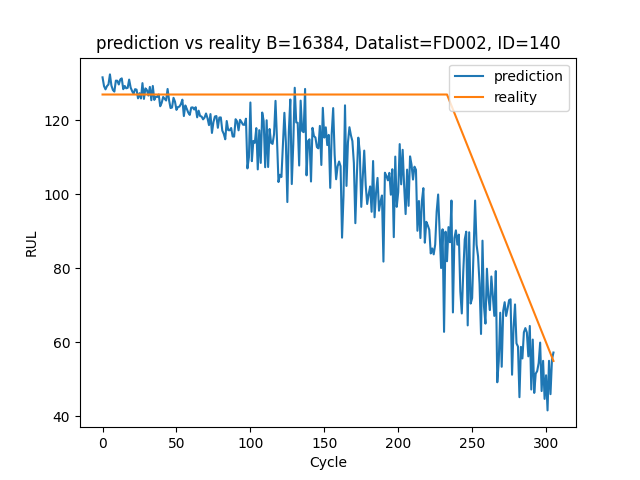 prediction vs reality B=16384, Datalist=FD002, ID=140
prediction
reality
RUL
120
100
80
60
40
0 50 100 150 200 250 300
Cycle